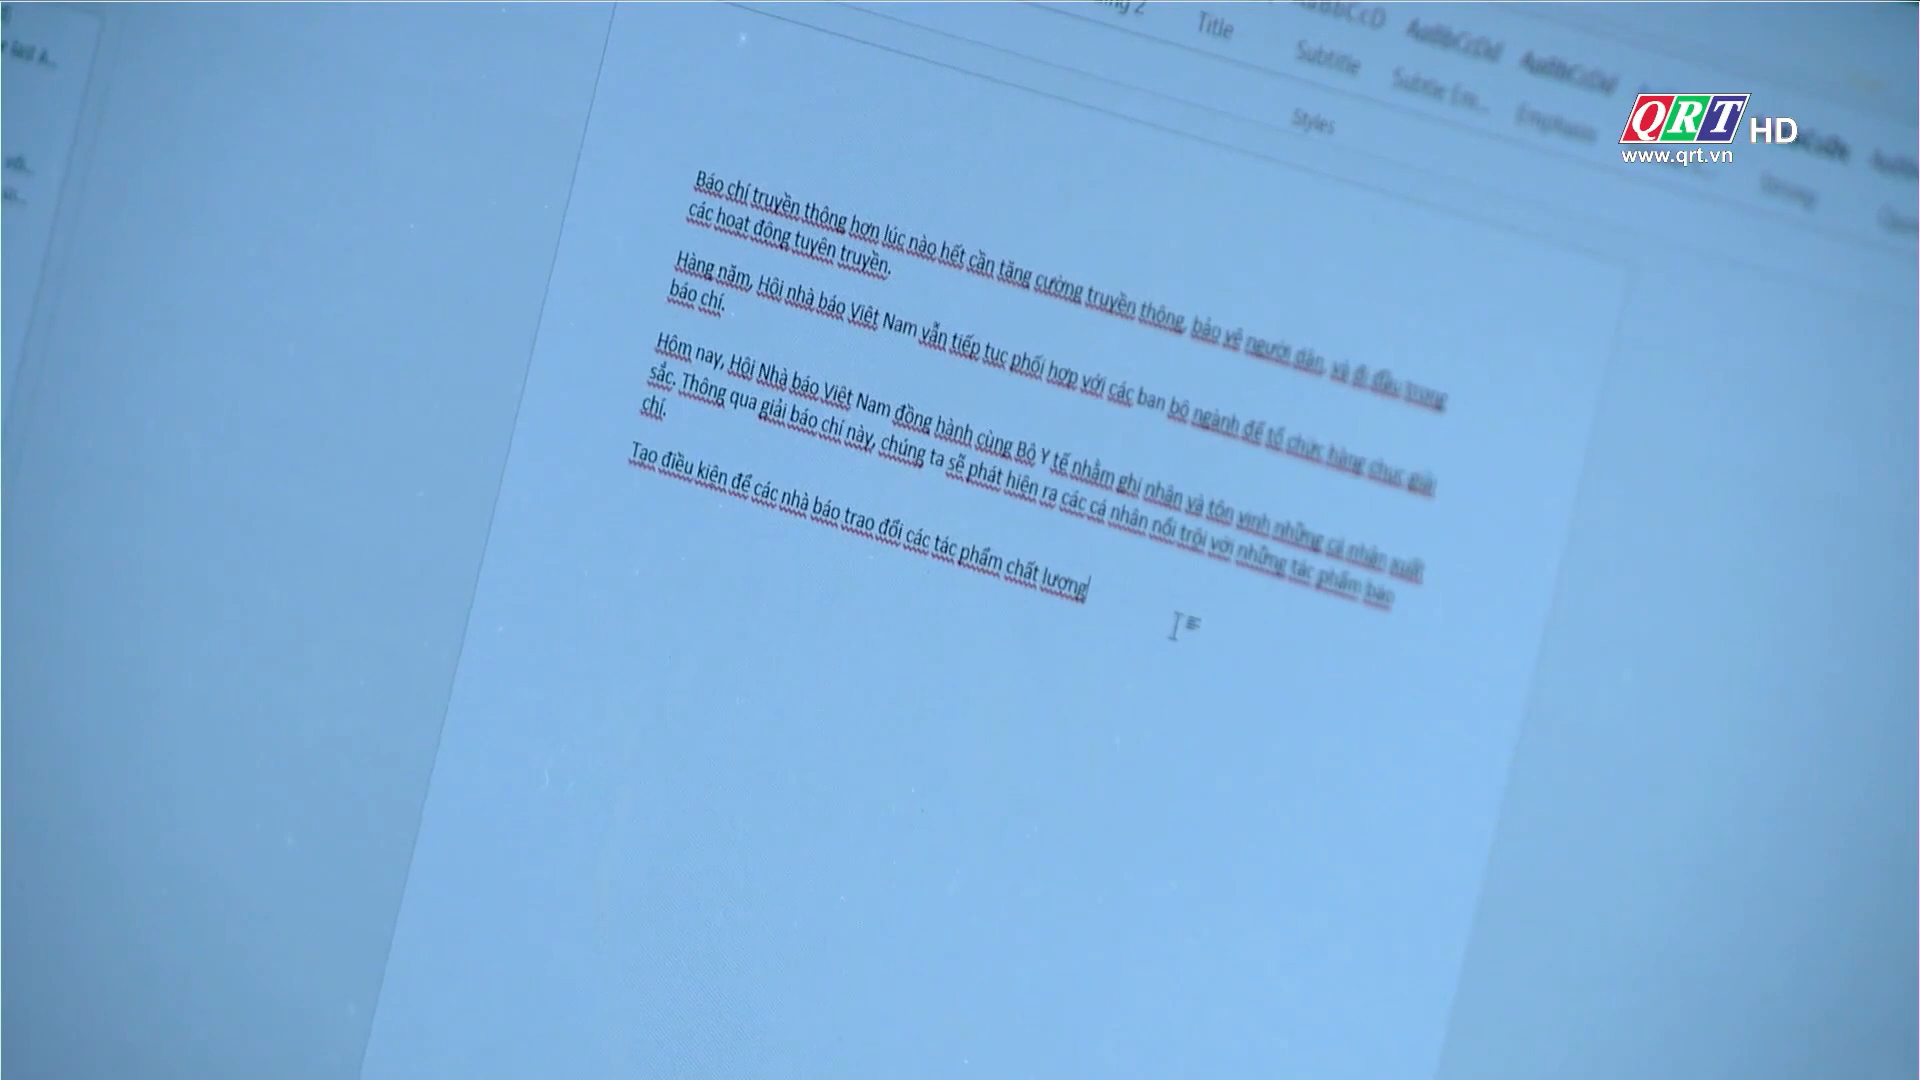 Title
Subtitle
Subtitle Em...
Emphasis
Styles
QRT HD
www.qrt.vn
Báo chí truyền thông hơn lúc nào hết cần tăng cường truyền thông, bảo vệ người dân, và đi đầu trong
các hoạt động tuyên truyền.
Hàng năm, Hội nhà báo Việt Nam vẫn tiếp tục phối hợp với các ban bộ ngành để tổ chức hàng chục giải
báo chí.
Hôm nay, Hội Nhà báo Việt Nam đồng hành cùng Bộ Y tế nhằm ghi nhận và tôn vinh những cá nhân xuất
sắc. Thông qua giải báo chí này, chúng ta sẽ phát hiện ra các cá nhân nổi trội với những tác phẩm báo
chí.
Tạo điều kiện để các nhà báo trao đổi các tác phẩm chất lượng